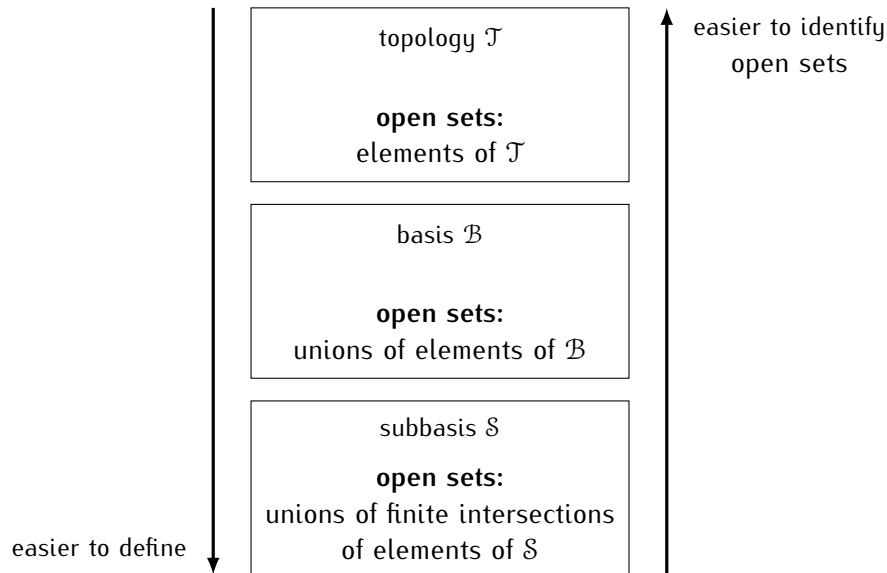 topology 𝒯
easier to identify
open sets
open sets:
elements of 𝒯
basis ℬ
open sets:
unions of elements of ℬ
subbasis 𝒮
open sets:
unions of finite intersections
of elements of 𝒮
easier to define